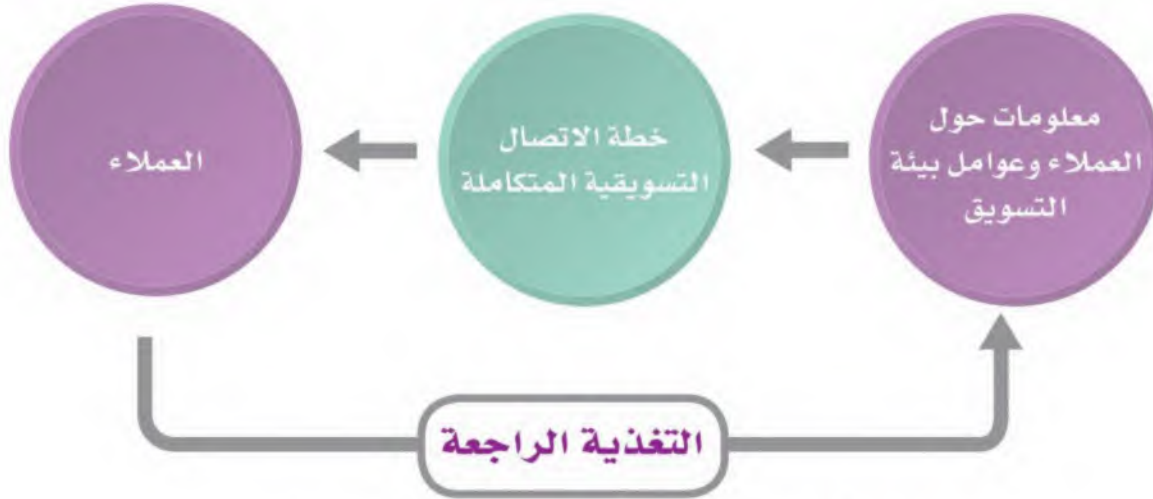 معلومات حول
العملاء وعوامل بيئة
التسويق
خطة الاتصال
التسويقية المتكاملة
العملاء
التغذية الراجعة